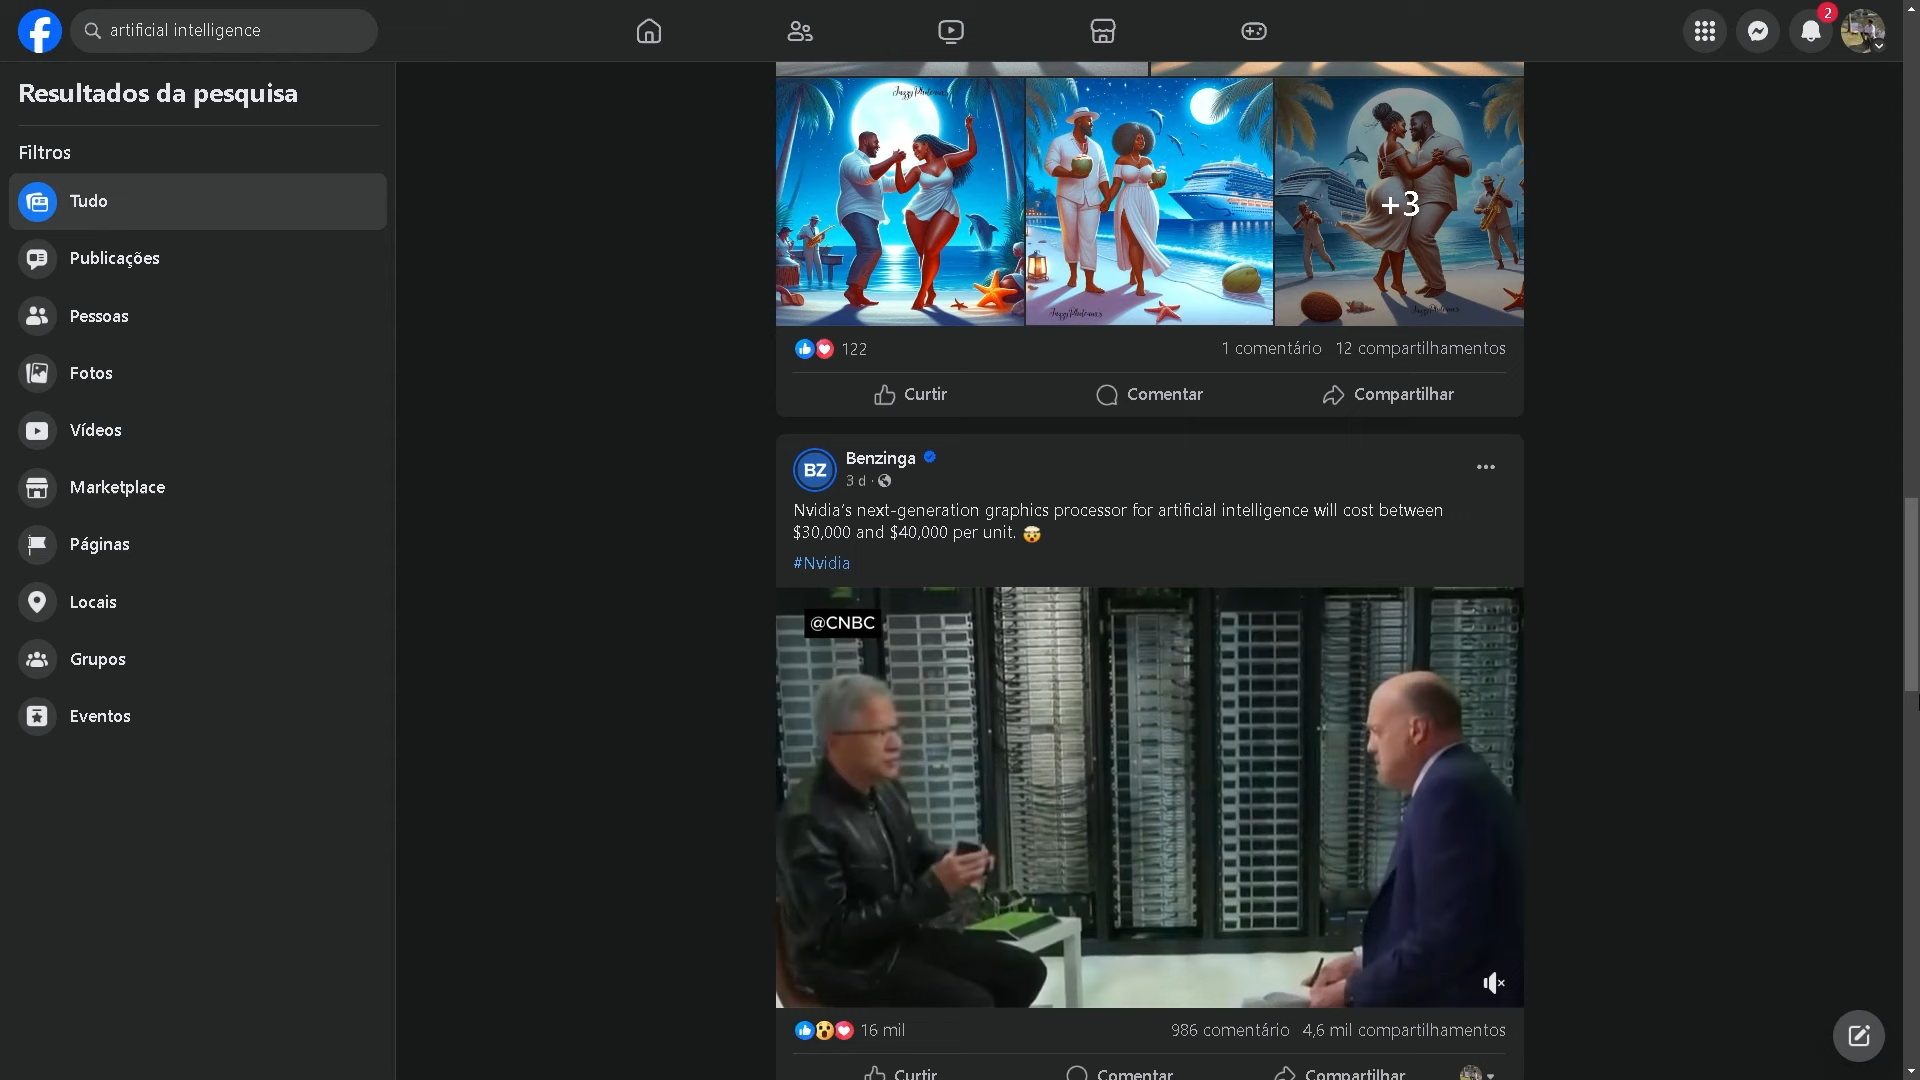 artificial intelligence
2
Resultados da pesquisa
Filtros
Tudo
Publicações
Pessoas
Fotos
Vídeos
Marketplace
Páginas
Locais
Grupos
Eventos
+3
122
1 comentário 12 compartilhamentos
Curtir Comentar Compartilhar
BZ
Benzinga
3 d ·
Nvidia's next-generation graphics processor for artificial intelligence will cost between
$30,000 and $40,000 per unit. 🤯
#Nvidia
@CNBC
16 mil
986 comentário 4,6 mil compartilhamentos
Curtir Comentar Compartilhar